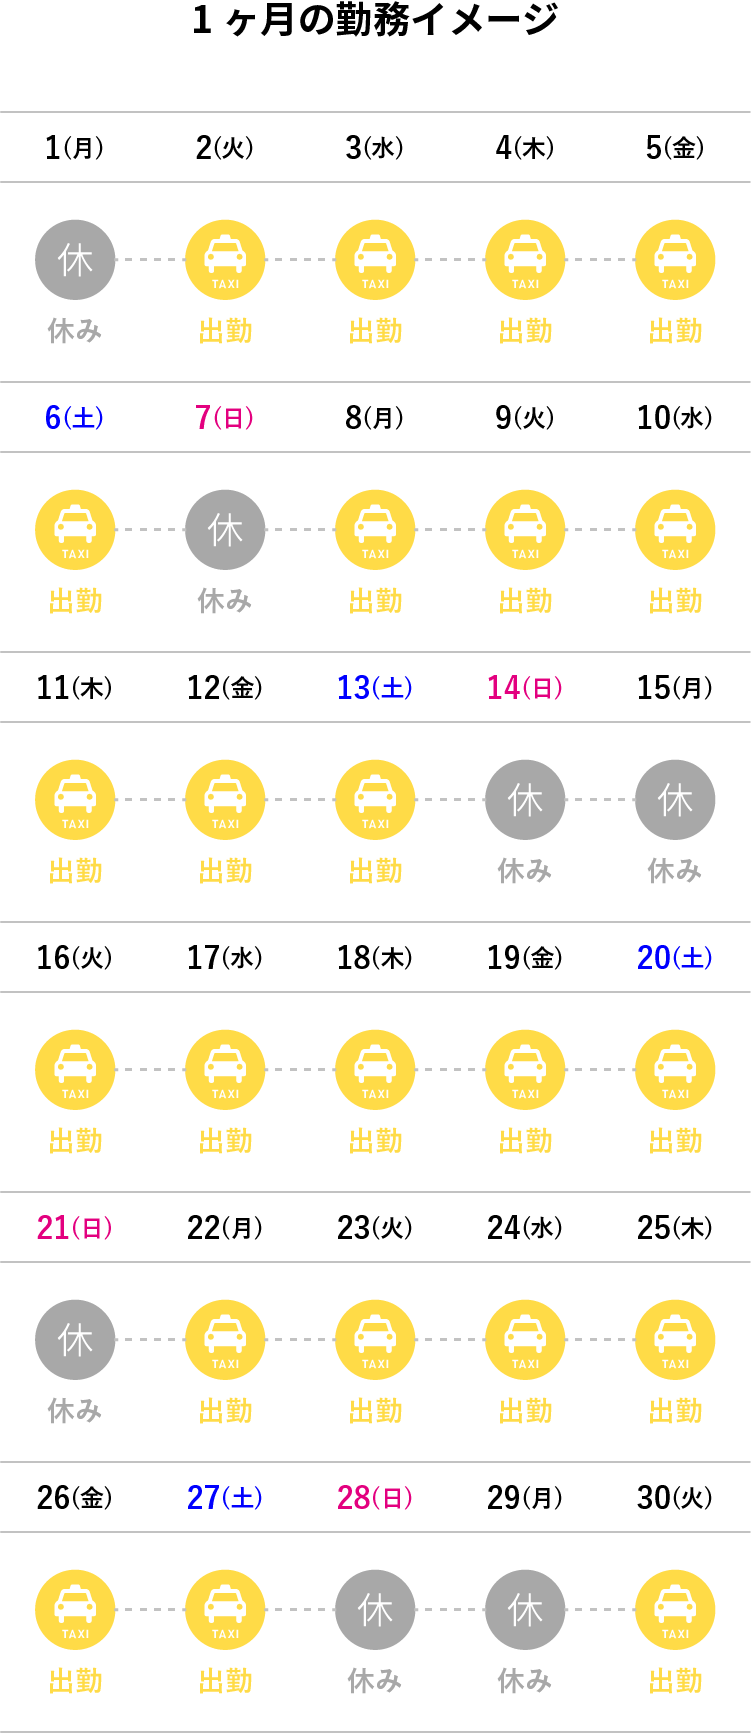 1ヶ月の勤務イメージ
1(月) 2(火) 3(水) 4(木) 5(金)
休 TAXI TAXI TAXI TAXI
休み 出勤 出勤 出勤 出勤
6(土) 7(日) 8(月) 9(火) 10(水)
TAXI 休 TAXI TAXI TAXI
出勤 休み 出勤 出勤 出勤
11(木) 12(金) 13(土) 14(日) 15(月)
TAXI TAXI TAXI 休 休
出勤 出勤 出勤 休み 休み
16(火) 17(水) 18(木) 19(金) 20(土)
TAXI TAXI TAXI TAXI TAXI
出勤 出勤 出勤 出勤 出勤
21(日) 22(月) 23(火) 24(水) 25(木)
休 TAXI TAXI TAXI TAXI
休み 出勤 出勤 出勤 出勤
26(金) 27(土) 28(日) 29(月) 30(火)
TAXI TAXI 休 休 TAXI
出勤 出勤 休み 休み 出勤